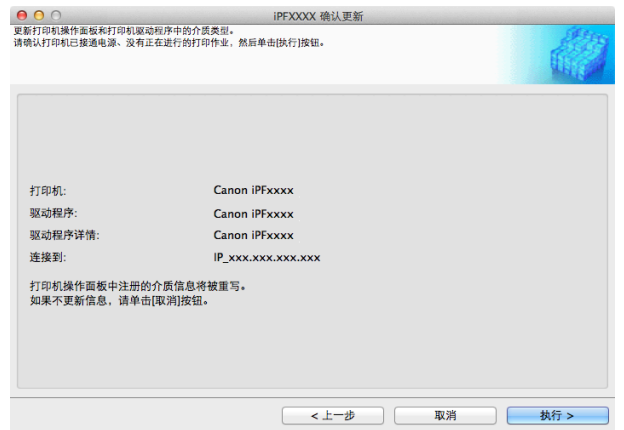 iPFXXXX 确认更新
更新打印机操作面板和打印机驱动程序中的介质类型。
请确认打印机已接通电源、没有正在进行的打印作业，然后单击[执行]按钮。
打印机: Canon iPFxxxx
驱动程序: Canon iPFxxxx
驱动程序详情: Canon iPFxxxx
连接到: IP_xxx.xxx.xxx.xxx
打印机操作面板中注册的介质信息将被重写。
如果不更新信息，请单击[取消]按钮。
< 上一步 取消 执行 >